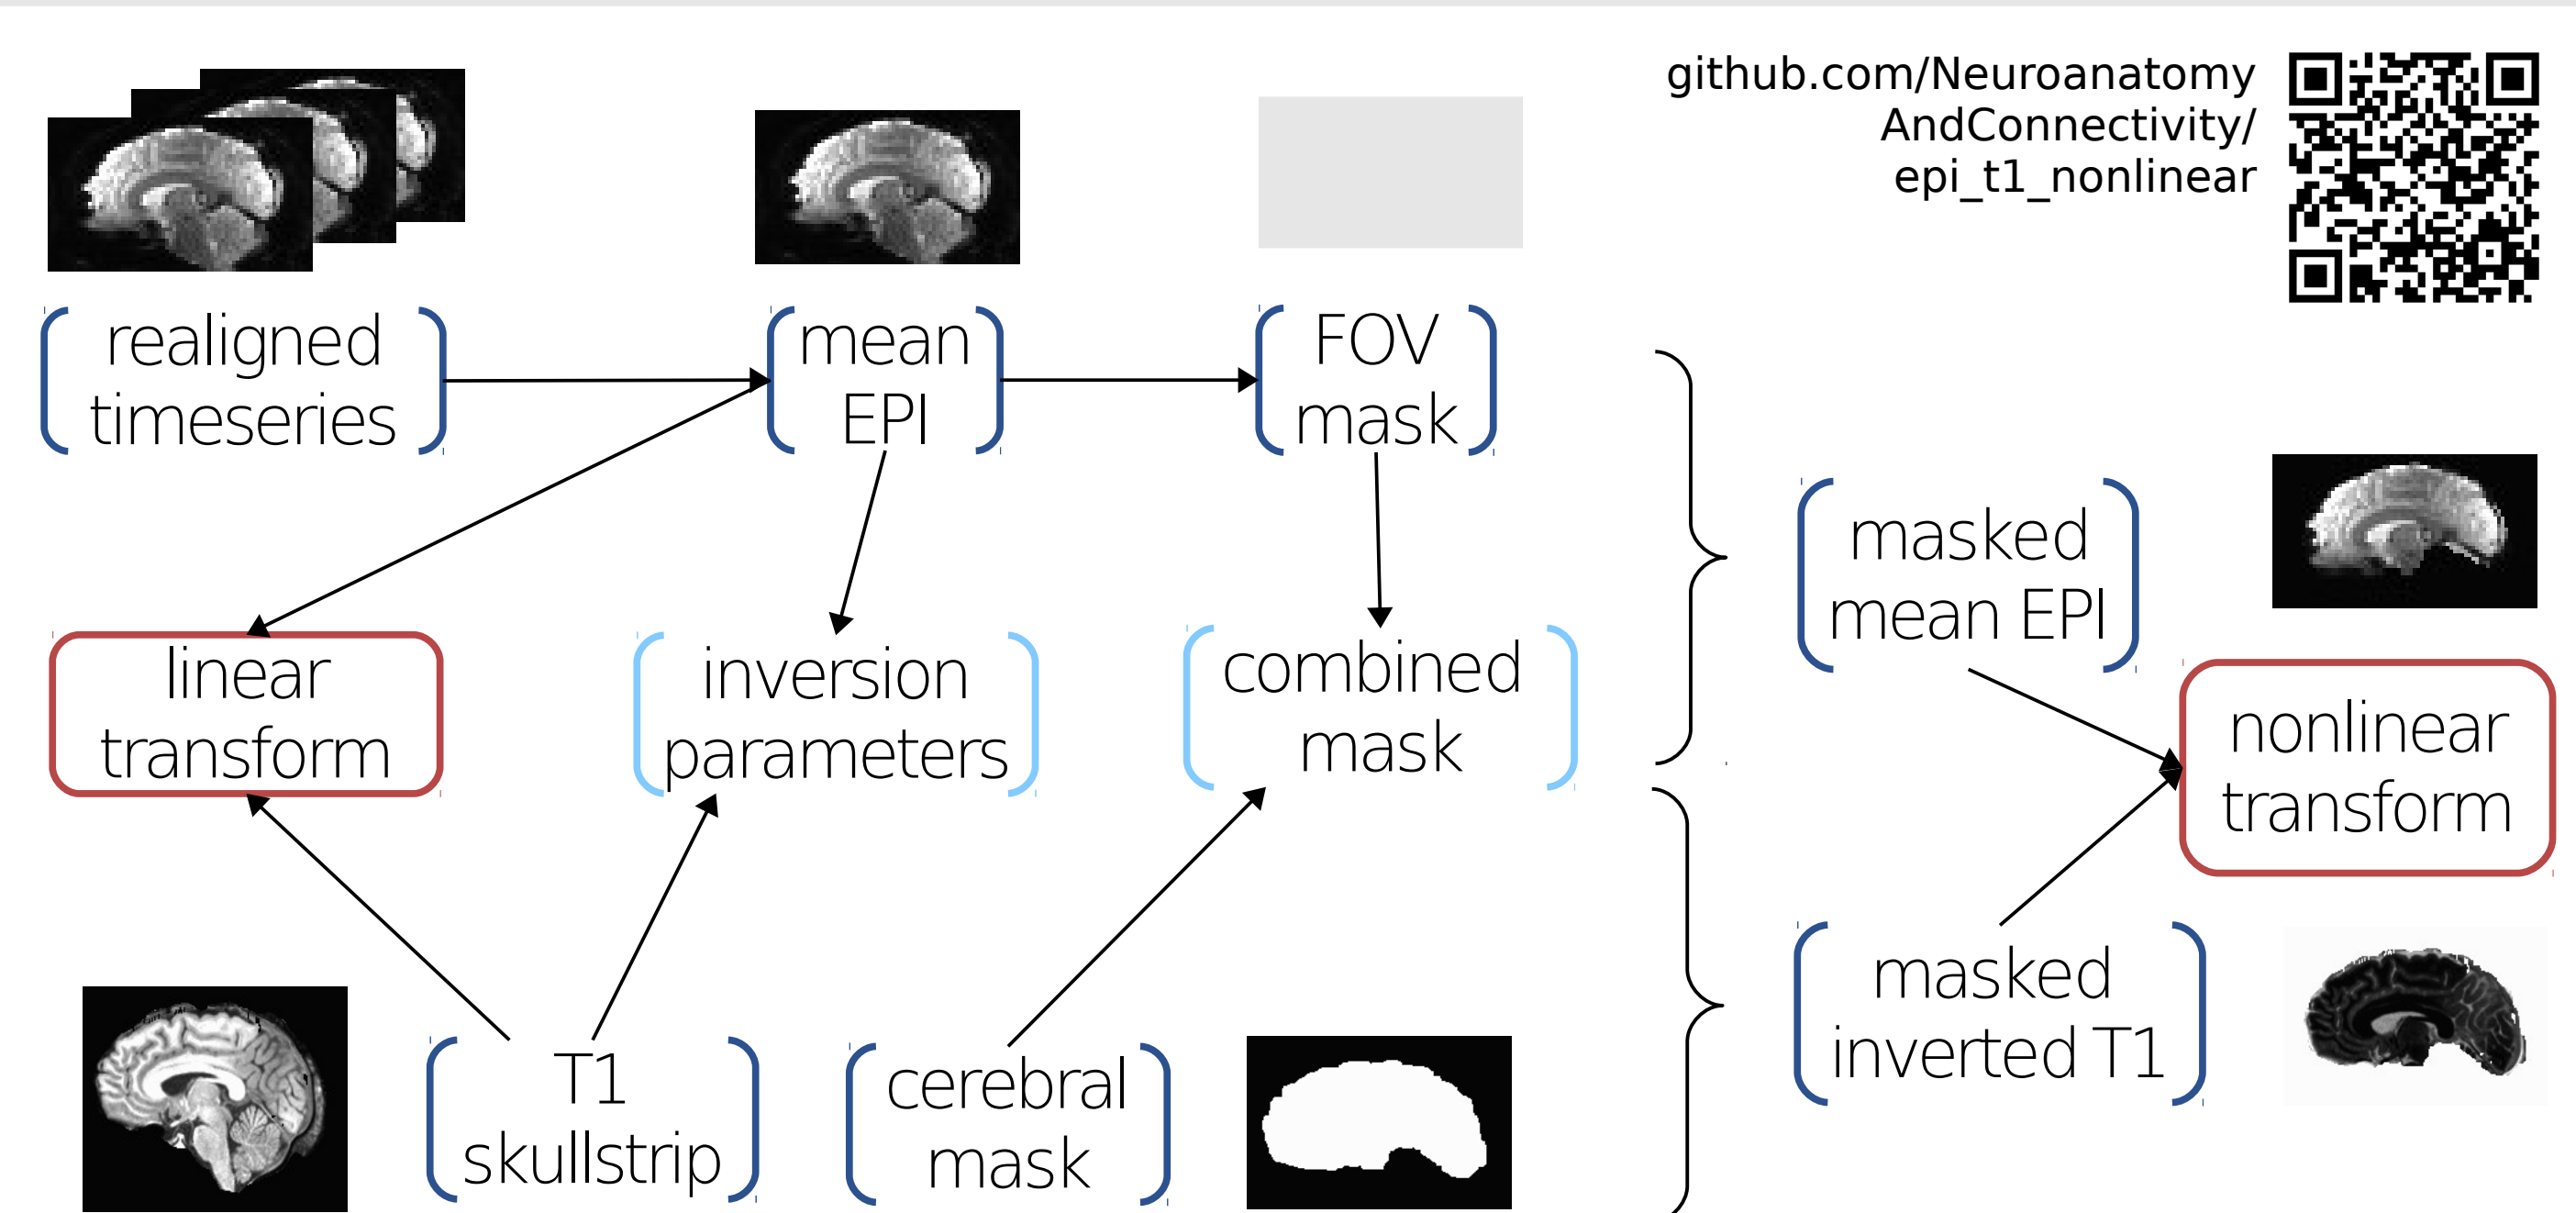 github.com/Neuroanatomy
AndConnectivity/
epi_t1_nonlinear
realigned
timeseries
mean
EPI
FOV
mask
masked
mean EPI
linear
transform
inversion
parameters
combined
mask
nonlinear
transform
masked
inverted T1
T1
skullstrip
cerebral
mask